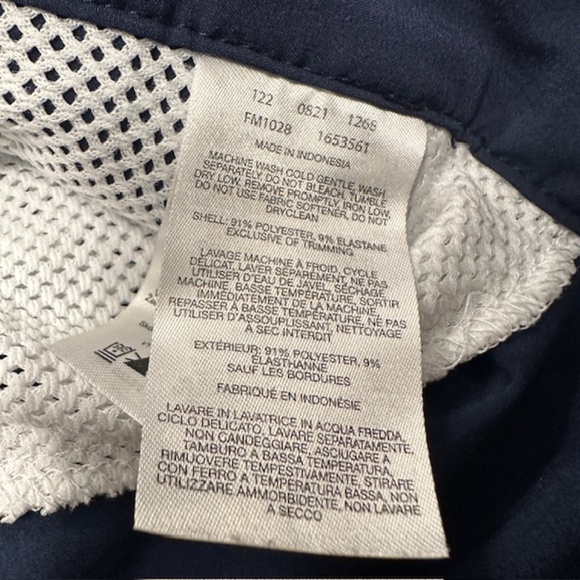 122 0821 1268
FM1028 1653561
MADE IN INDONESIA
MACHINE WASH COLD GENTLE, WASH
SEPARATELY, DO NOT BLEACH, TUMBLE
DRY LOW, REMOVE PROMPTLY, IRON LOW,
DO NOT USE FABRIC SOFTENER, DO NOT
DRYCLEAN
SHELL: 91% POLYESTER, 9% ELASTANE
EXCLUSIVE OF TRIMMING
LAVAGE MACHINE À FROID, CYCLE
DÉLICAT, LAVER SÉPARÉMENT, NE PAS
UTILISER D'EAU DE JAVEL, SÉCHAGE
MACHINE, BASSE TEMPÉRATURE, SORTIR
IMMÉDIATEMENT DE LA MACHINE,
REPASSER À BASSE TEMPÉRATURE, NE PAS
UTILISER D'ASSOUPLISSANT, NETTOYAGE
A SEC INTERDIT
EXTÉRIEUR: 91% POLYESTER, 9%
ÉLASTHANNE
SAUF LES BORDURES
FABRIQUÉ EN INDONÉSIE
LAVARE IN LAVATRICE IN ACQUA FREDDA,
CICLO DELICATO, LAVARE SEPARATAMENTE,
NON CANDEGGIARE, ASCIUGARE A
TAMBURO A BASSA TEMPERATURA,
RIMUOVERE TEMPESTIVAMENTE, STIRARE
CON FERRO A TEMPERATURA BASSA, NON
UTILIZZARE AMMORBIDENTE, NON LAVARE
A SECCO